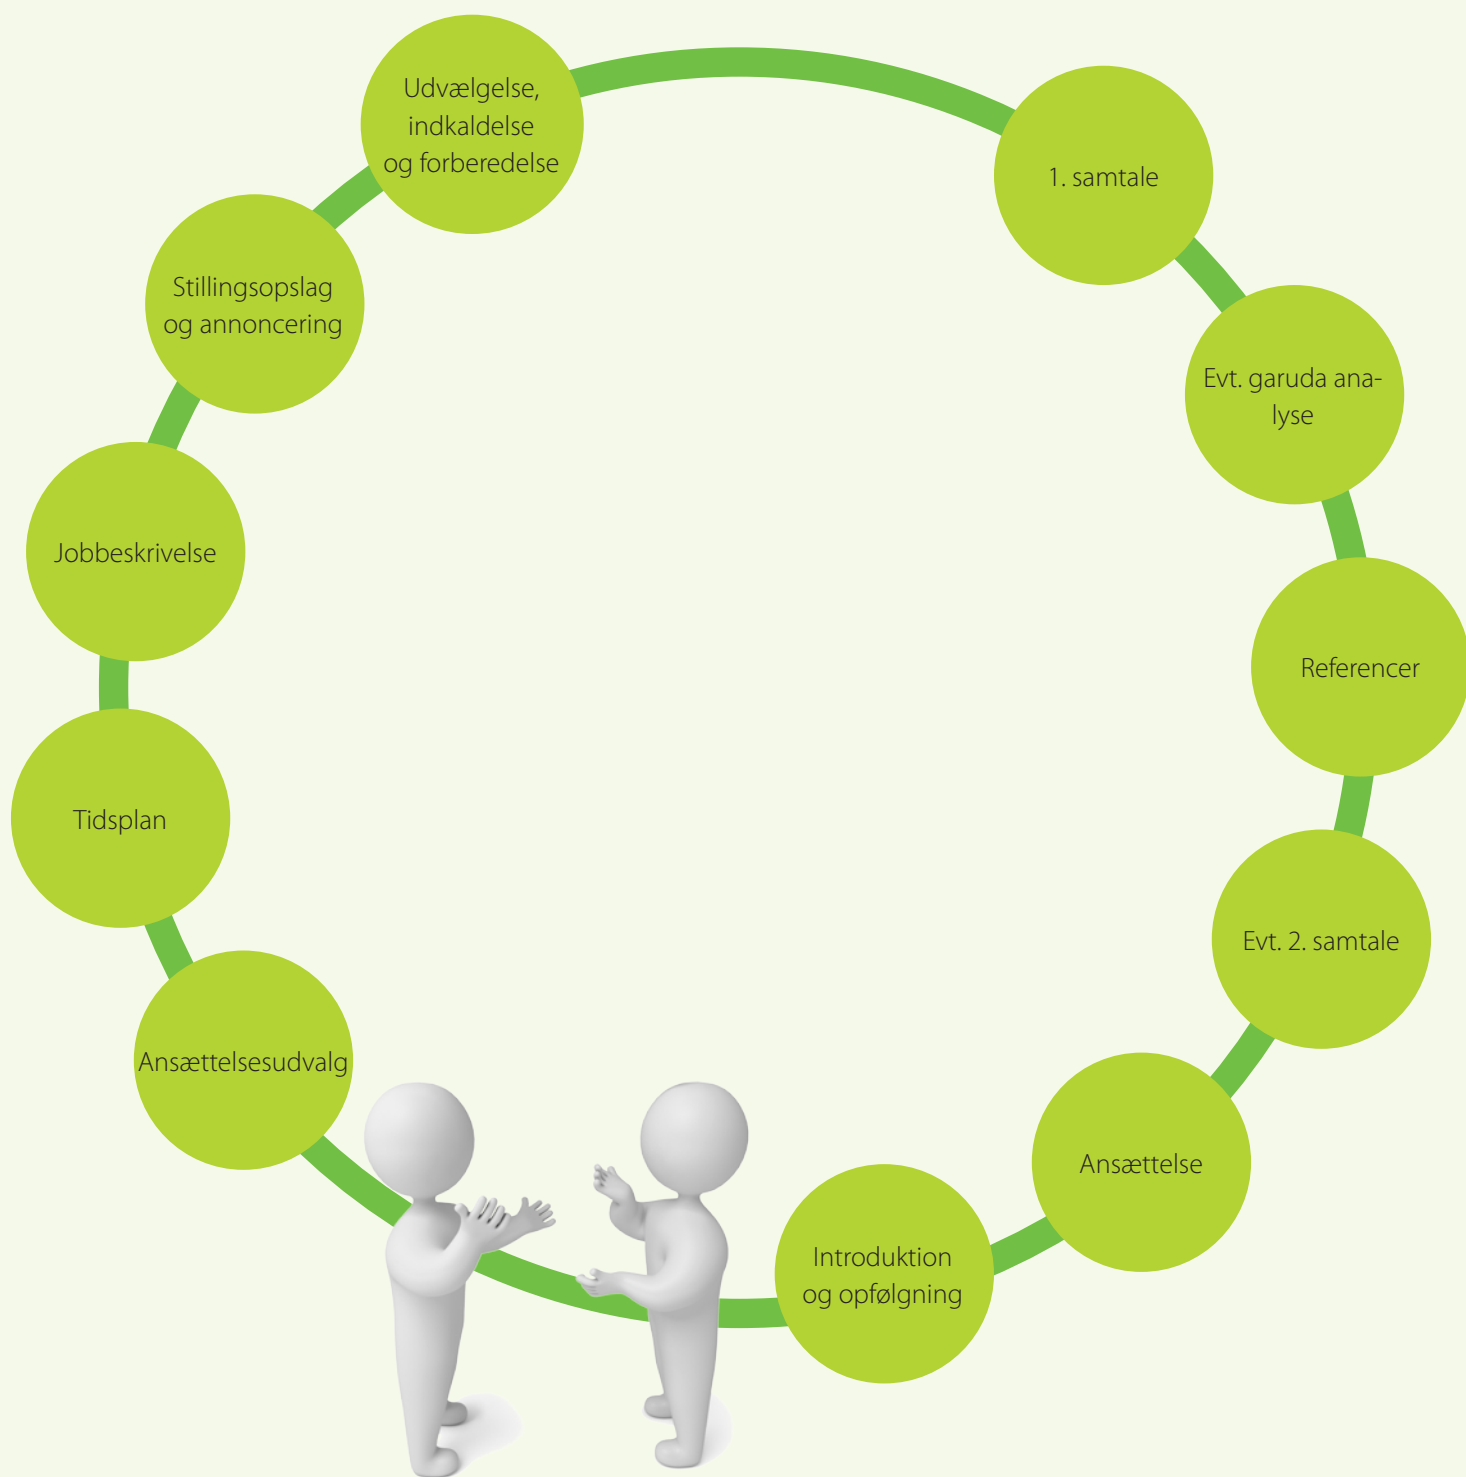 Udvælgelse,
indkaldelse
og forberedelse
1. samtale
Stillingsopslag
og annoncering
Evt. garuda ana-
lyse
Jobbeskrivelse
Referencer
Tidsplan
Evt. 2. samtale
Ansættelsesudvalg
Ansættelse
Introduktion
og opfølgning